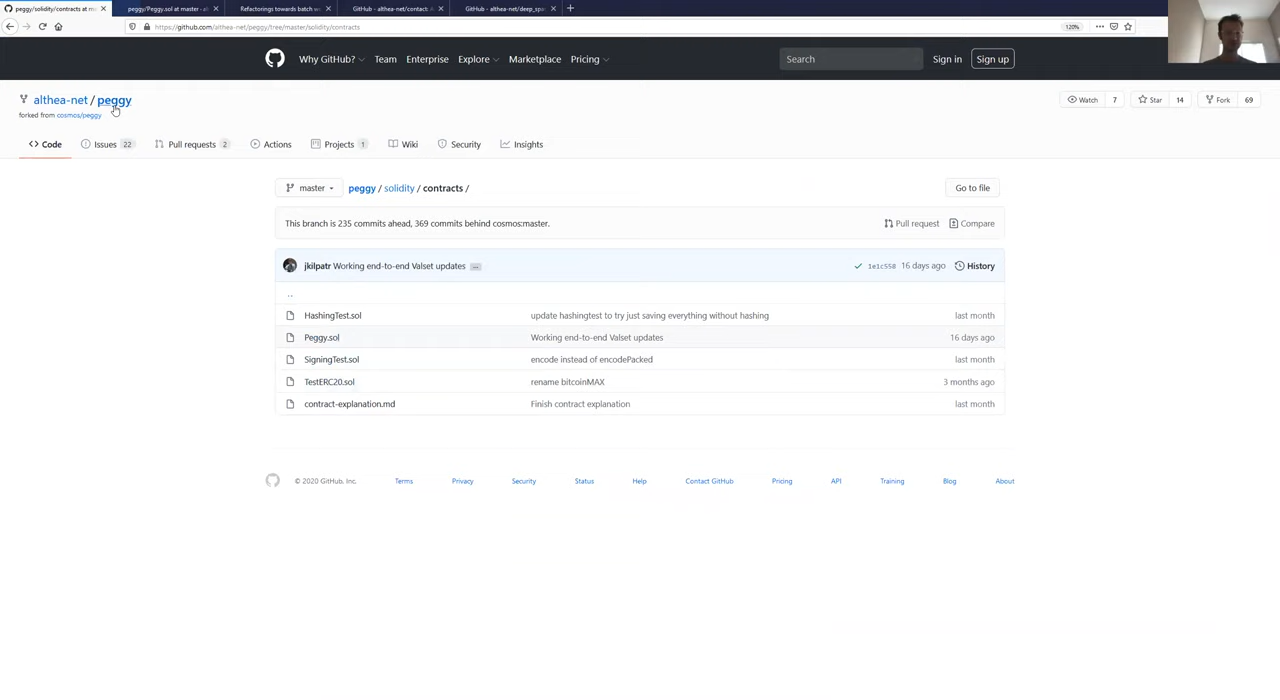 peggy/solidity/contracts at ma
peggy/Peggy.sol at master · al
Refactorings towards batch w
GitHub - althea-net/contact: A
GitHub - althea-net/deep_spa
https://github.com/althea-net/peggy/tree/master/solidity/contracts
120%
Why GitHub?
Team
Enterprise
Explore
Marketplace
Pricing
Search
Sign in
Sign up
althea-net / peggy
forked from cosmos/peggy
Watch 7
Star 14
Fork 69
Code
Issues 22
Pull requests 2
Actions
Projects 1
Wiki
Security
Insights
master
peggy / solidity / contracts /
Go to file
This branch is 235 commits ahead, 369 commits behind cosmos:master.
Pull request
Compare
jkilpatr Working end-to-end Valset updates ...
1e1c558 16 days ago
History
..
HashingTest.sol update hashingtest to try just saving everything without hashing last month
Peggy.sol Working end-to-end Valset updates 16 days ago
SigningTest.sol encode instead of encodePacked last month
TestERC20.sol rename bitcoinMAX 3 months ago
contract-explanation.md Finish contract explanation last month
© 2020 GitHub, Inc.
Terms
Privacy
Security
Status
Help
Contact GitHub
Pricing
API
Training
Blog
About